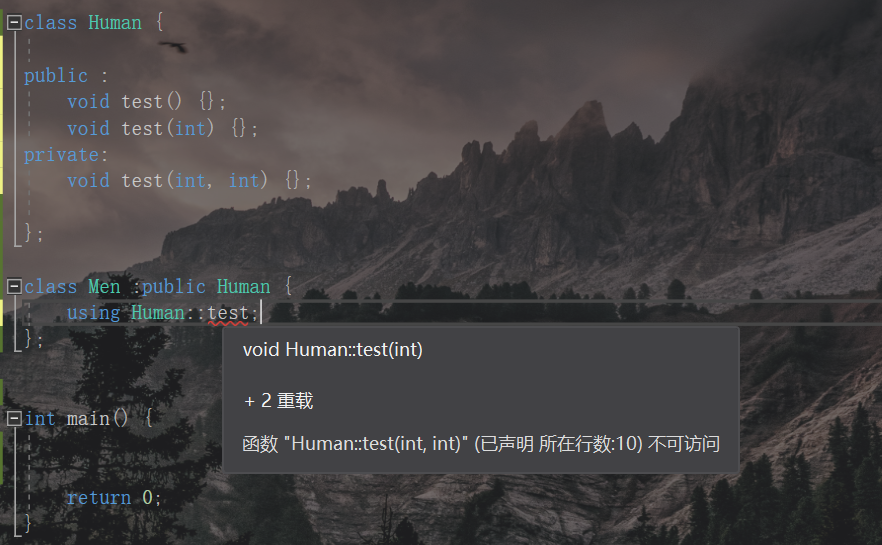 class Human {
public :
void test() {};
void test(int) {};
private:
void test(int, int) {};
};
class Men :public Human {
using Human::test;
};
void Human::test(int)
+ 2 重载
函数 "Human::test(int, int)" (已声明 所在行数:10) 不可访问
int main() {
return 0;
}